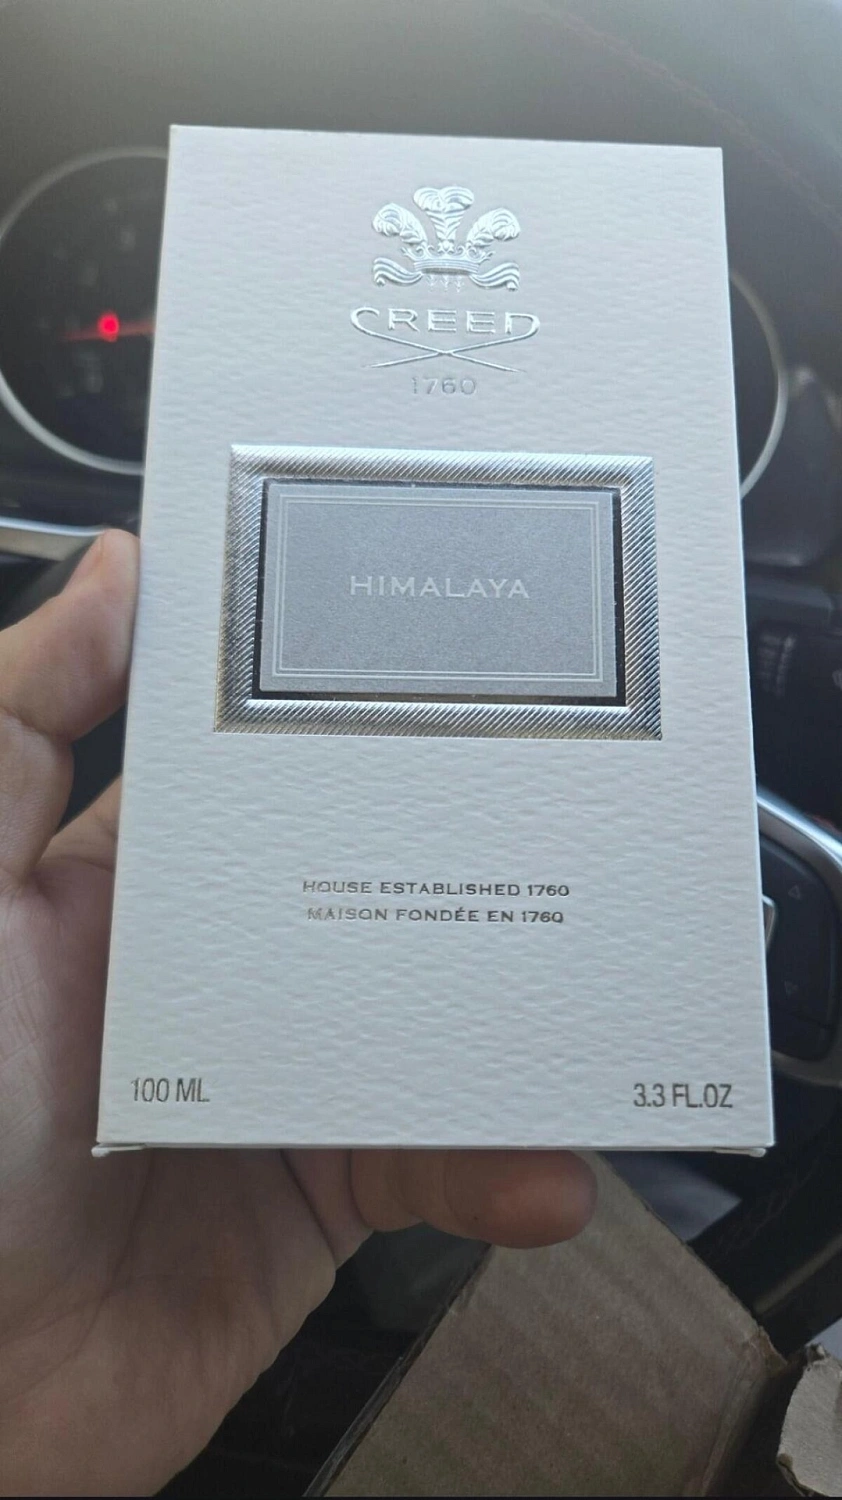 CREED
1760
HIMALAYA
HOUSE ESTABLISHED 1760
MAISON FONDÉE EN 1760
100 ML
3.3 FL.OZ